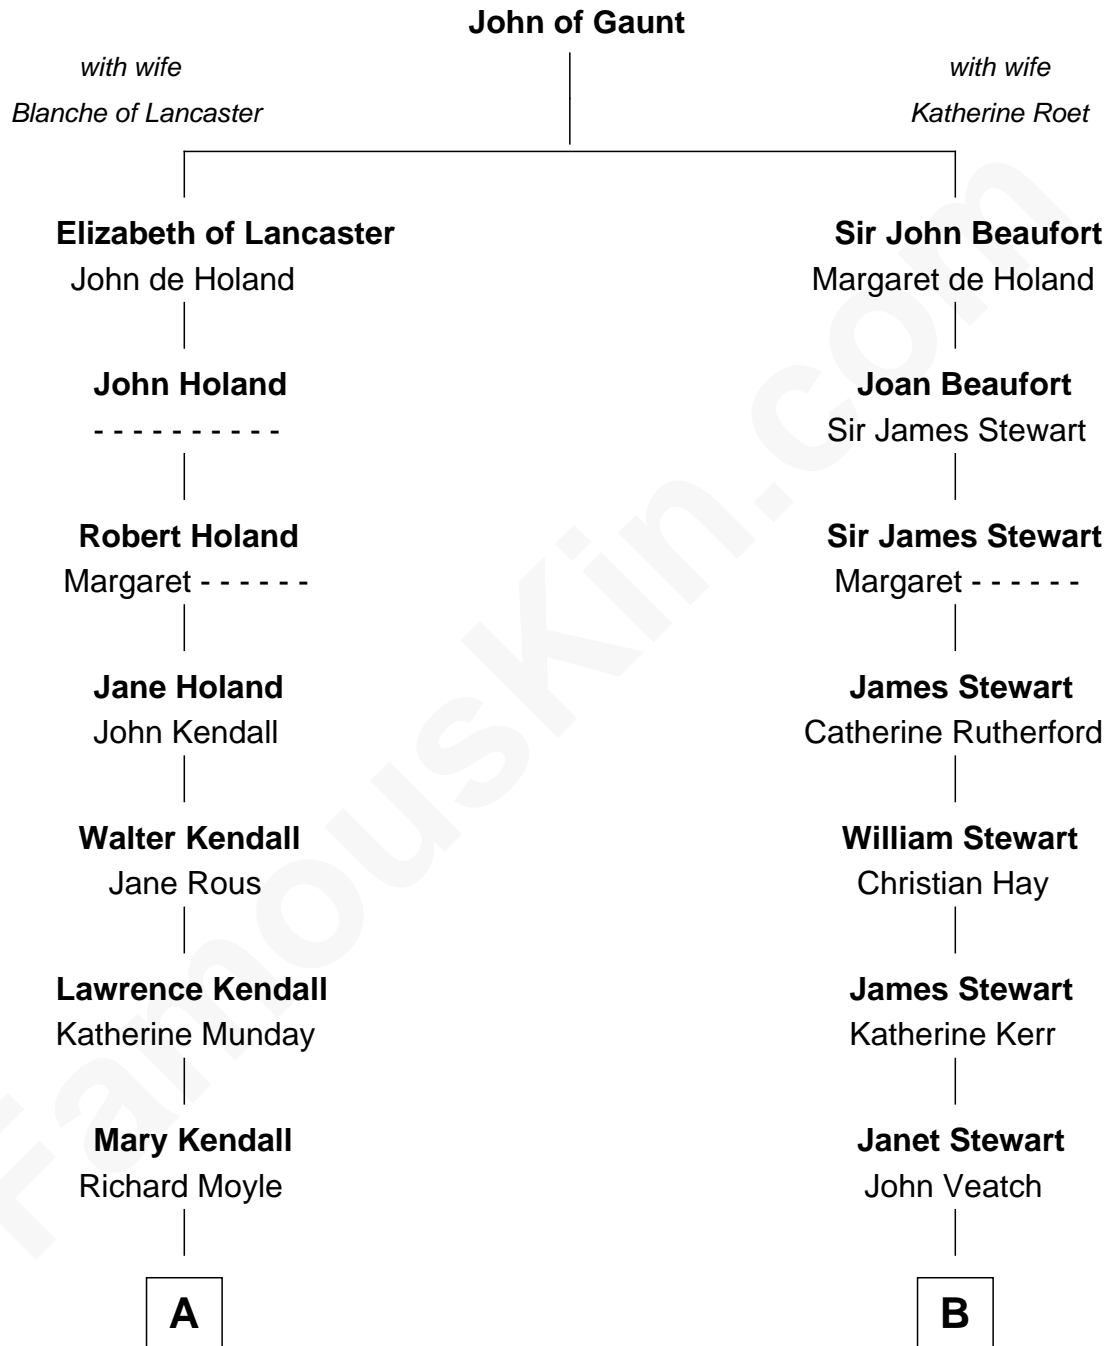 John of Gaunt
with wife
Blanche of Lancaster
with wife
Katherine Roet
Elizabeth of Lancaster
John de Holand
Sir John Beaufort
Margaret de Holand
John Holand
- - - - - - - - - -
Joan Beaufort
Sir James Stewart
Robert Holand
Margaret - - - - - -
Sir James Stewart
Margaret - - - - - -
Jane Holand
John Kendall
James Stewart
Catherine Rutherford
Walter Kendall
Jane Rous
William Stewart
Christian Hay
Lawrence Kendall
Katherine Munday
James Stewart
Katherine Kerr
Mary Kendall
Richard Moyle
Janet Stewart
John Veatch
A
B
FamousKin.com